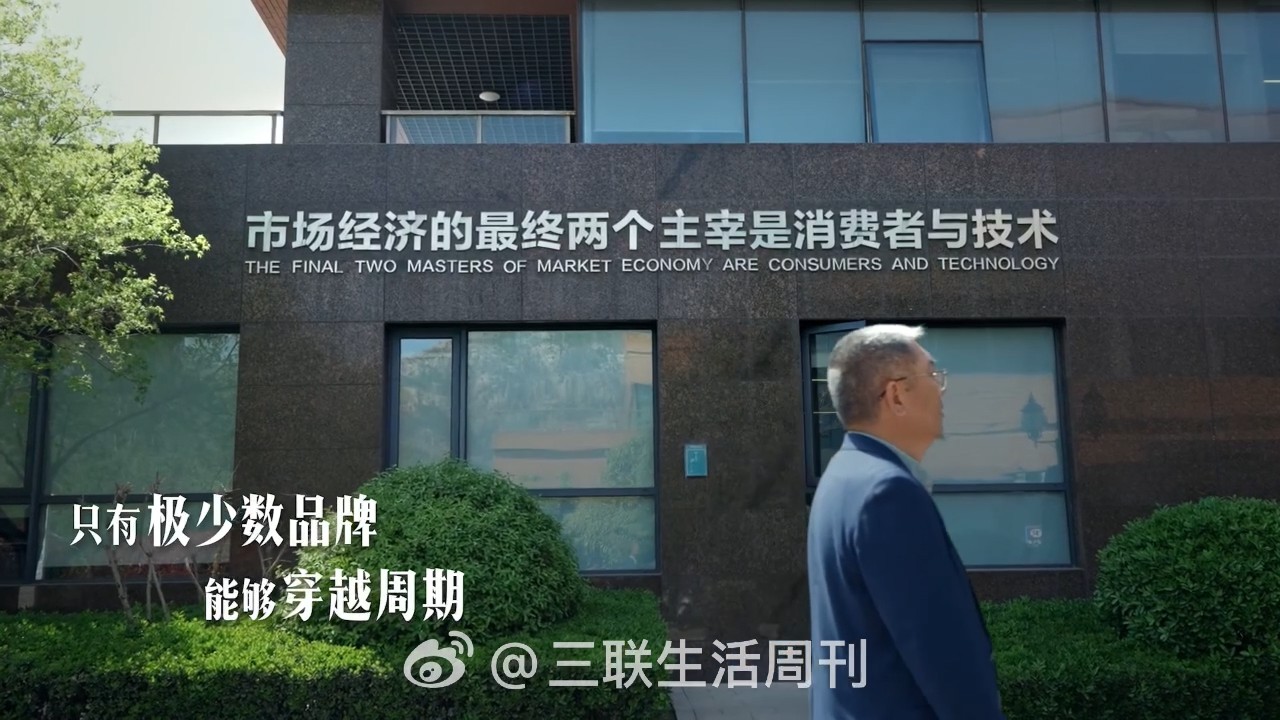 市场经济的最终两个主宰是消费者与技术
THE FINAL TWO MASTERS OF MARKET ECONOMY ARE CONSUMERS AND TECHNOLOGY
只有极少数品牌
能够穿越周期
@三联生活周刊